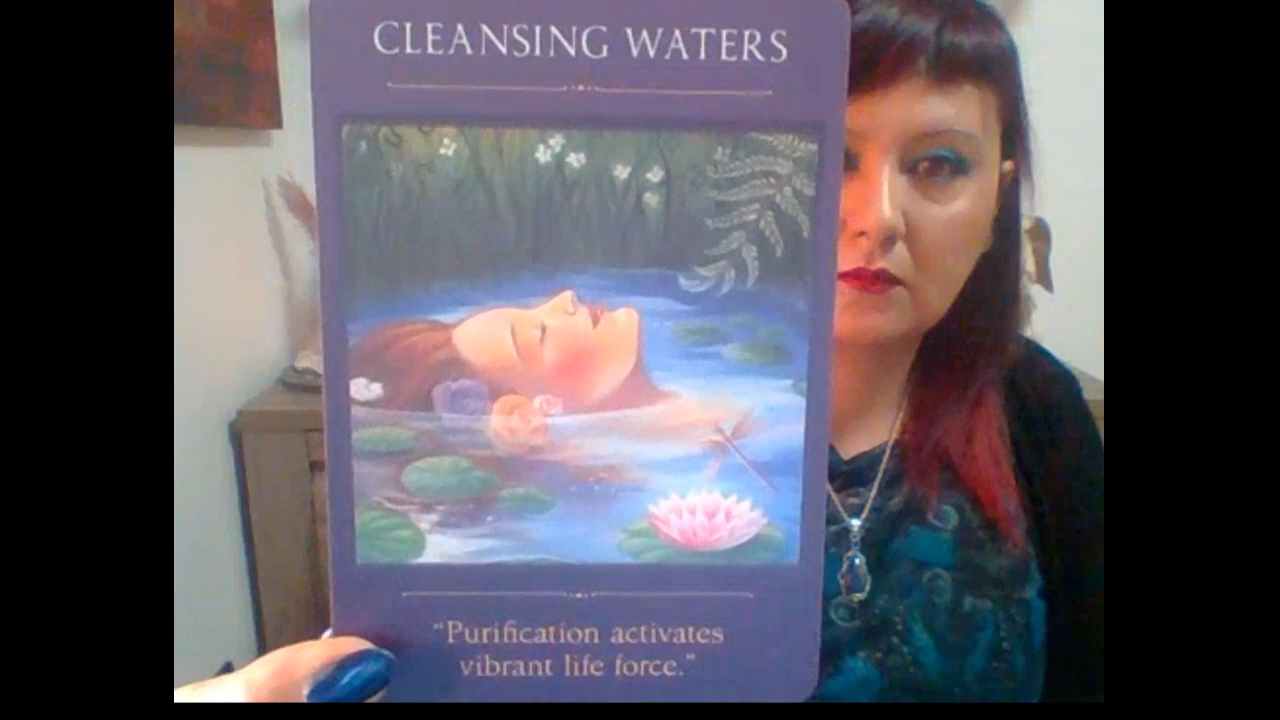 CLEANSING WATERS
“Purification activates
vibrant life force.”